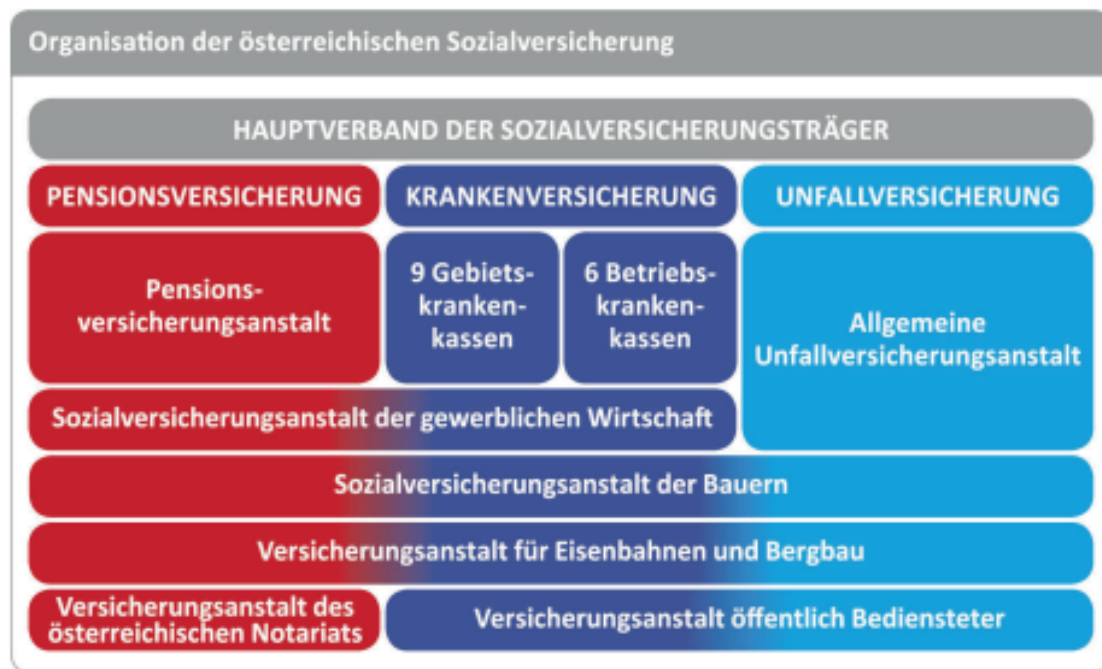 Organisation der österreichischen Sozialversicherung
HAUPTVERBAND DER SOZIALVERSICHERUNGSTRÄGER
PENSIONSVERSICHERUNG
KRANKENVERSICHERUNG
UNFALLVERSICHERUNG
Pensions-
versicherungsanstalt
9 Gebiets-
kranken-
kassen
6 Betriebs-
kranken-
kassen
Allgemeine
Unfallversicherungsanstalt
Sozialversicherungsanstalt der gewerblichen Wirtschaft
Sozialversicherungsanstalt der Bauern
Versicherungsanstalt für Eisenbahnen und Bergbau
Versicherungsanstalt des
österreichischen Notariats
Versicherungsanstalt öffentlich Bediensteter